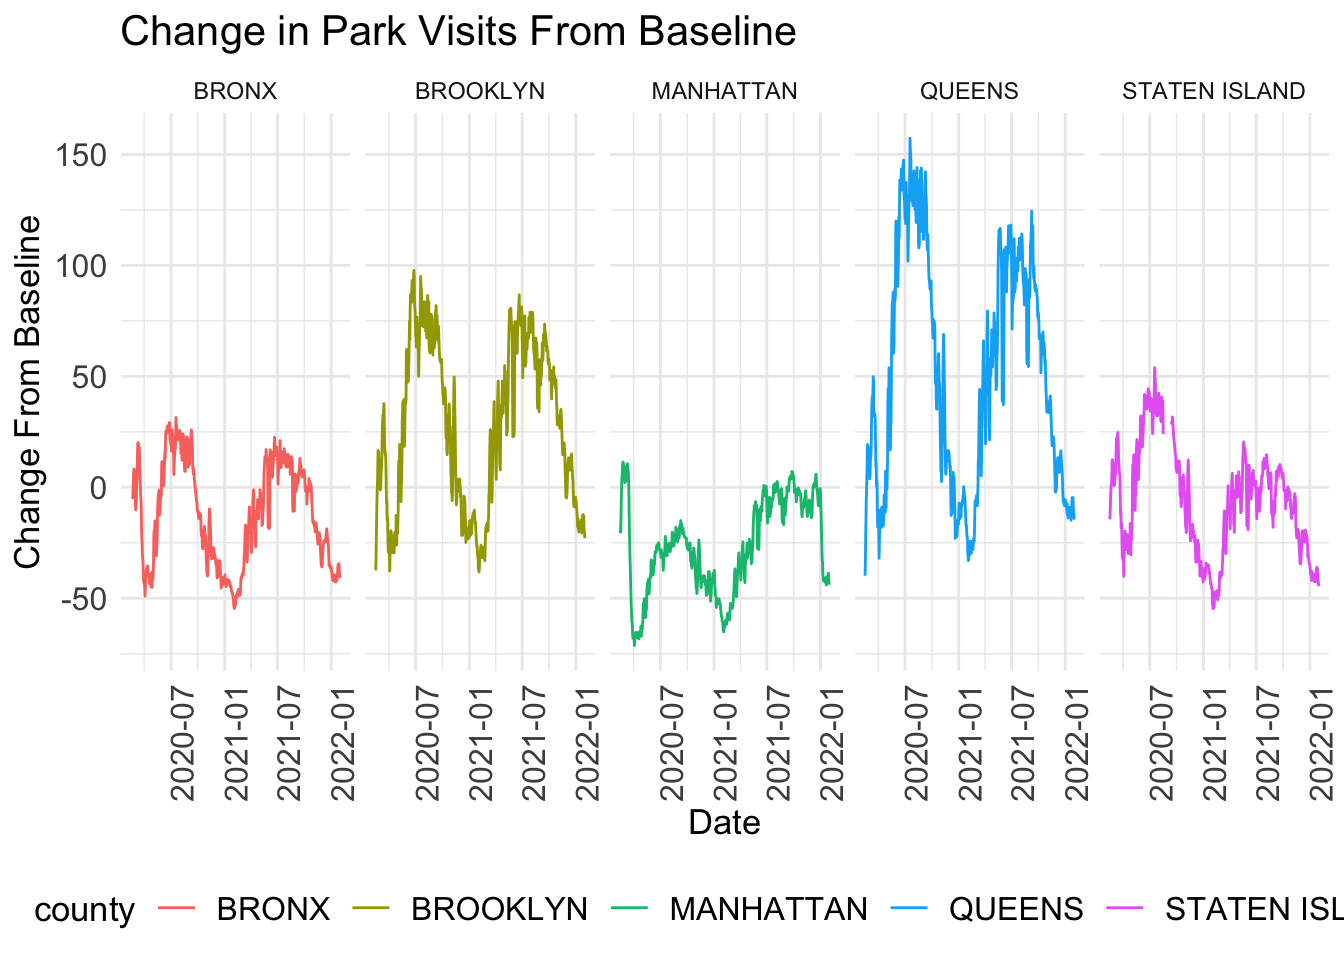 Change in Park Visits From Baseline
BRONX BROOKLYN MANHATTAN QUEENS STATEN ISLAND
150
100
50
0
-50
Change From Baseline
2020-07 2021-01 2021-07 2022-01 2020-07 2021-01 2021-07 2022-01 2020-07 2021-01 2021-07 2022-01 2020-07 2021-01 2021-07 2022-01 2020-07 2021-01 2021-07 2022-01
Date
county BRONX BROOKLYN MANHATTAN QUEENS STATEN ISL